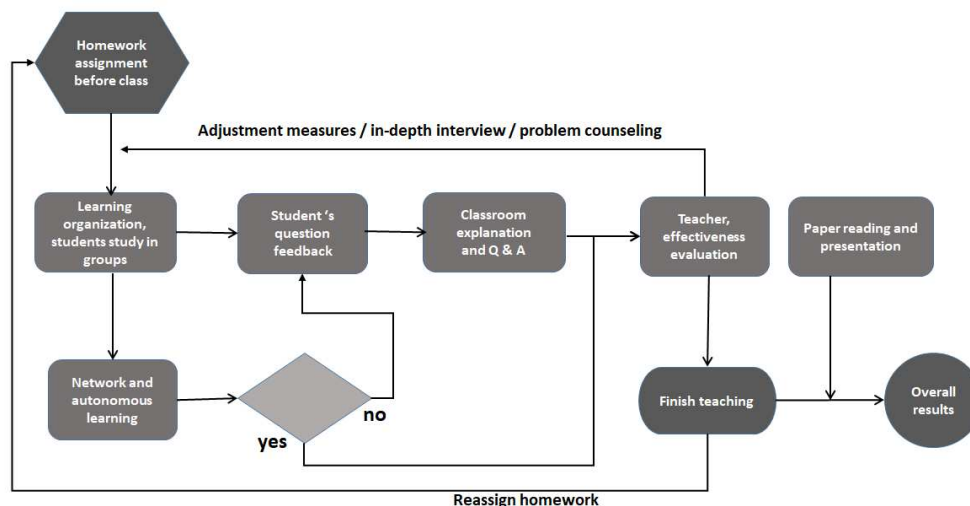 Homework
assignment
before class
Adjustment measures / in-depth interview / problem counseling
Learning
organization,
students study in
groups
Student ‘s
question
feedback
Classroom
explanation
and Q & A
Teacher,
effectiveness
evaluation
Paper reading and
presentation
Network and
autonomous
learning
no
yes
Finish teaching
Overall
results
Reassign homework